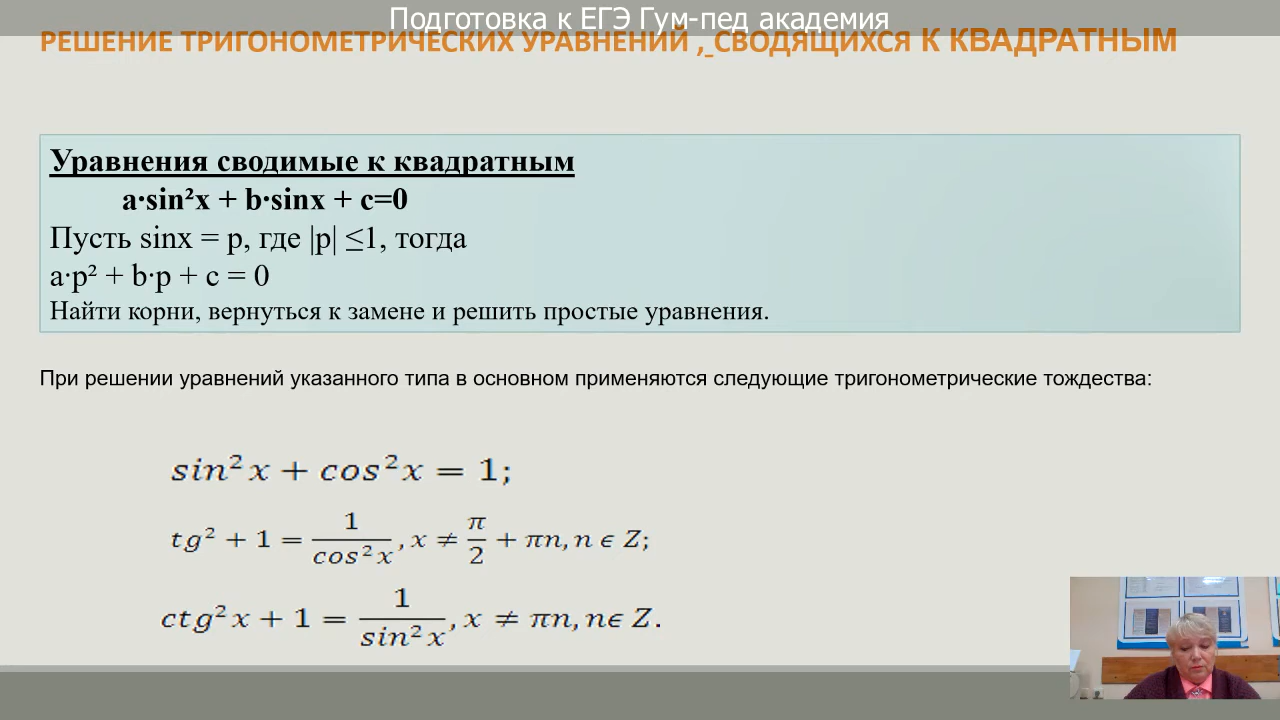 Подготовка к ЕГЭ Гум-пед академия
РЕШЕНИЕ ТРИГОНОМЕТРИЧЕСКИХ УРАВНЕНИЙ , СВОДЯЩИХСЯ К КВАДРАТНЫМ
Уравнения сводимые к квадратным
a∙sin²x + b∙sinx + c=0
Пусть sinx = p, где |p| ≤1, тогда
a∙p² + b∙p + c = 0
Найти корни, вернуться к замене и решить простые уравнения.
При решении уравнений указанного типа в основном применяются следующие тригонометрические тождества:
sin²x + cos²x = 1;
tg² + 1 = 1/cos²x, x ≠ π/2 + πn, n ϵ Z;
ctg²x + 1 = 1/sin²x, x ≠ πn, nϵ Z.